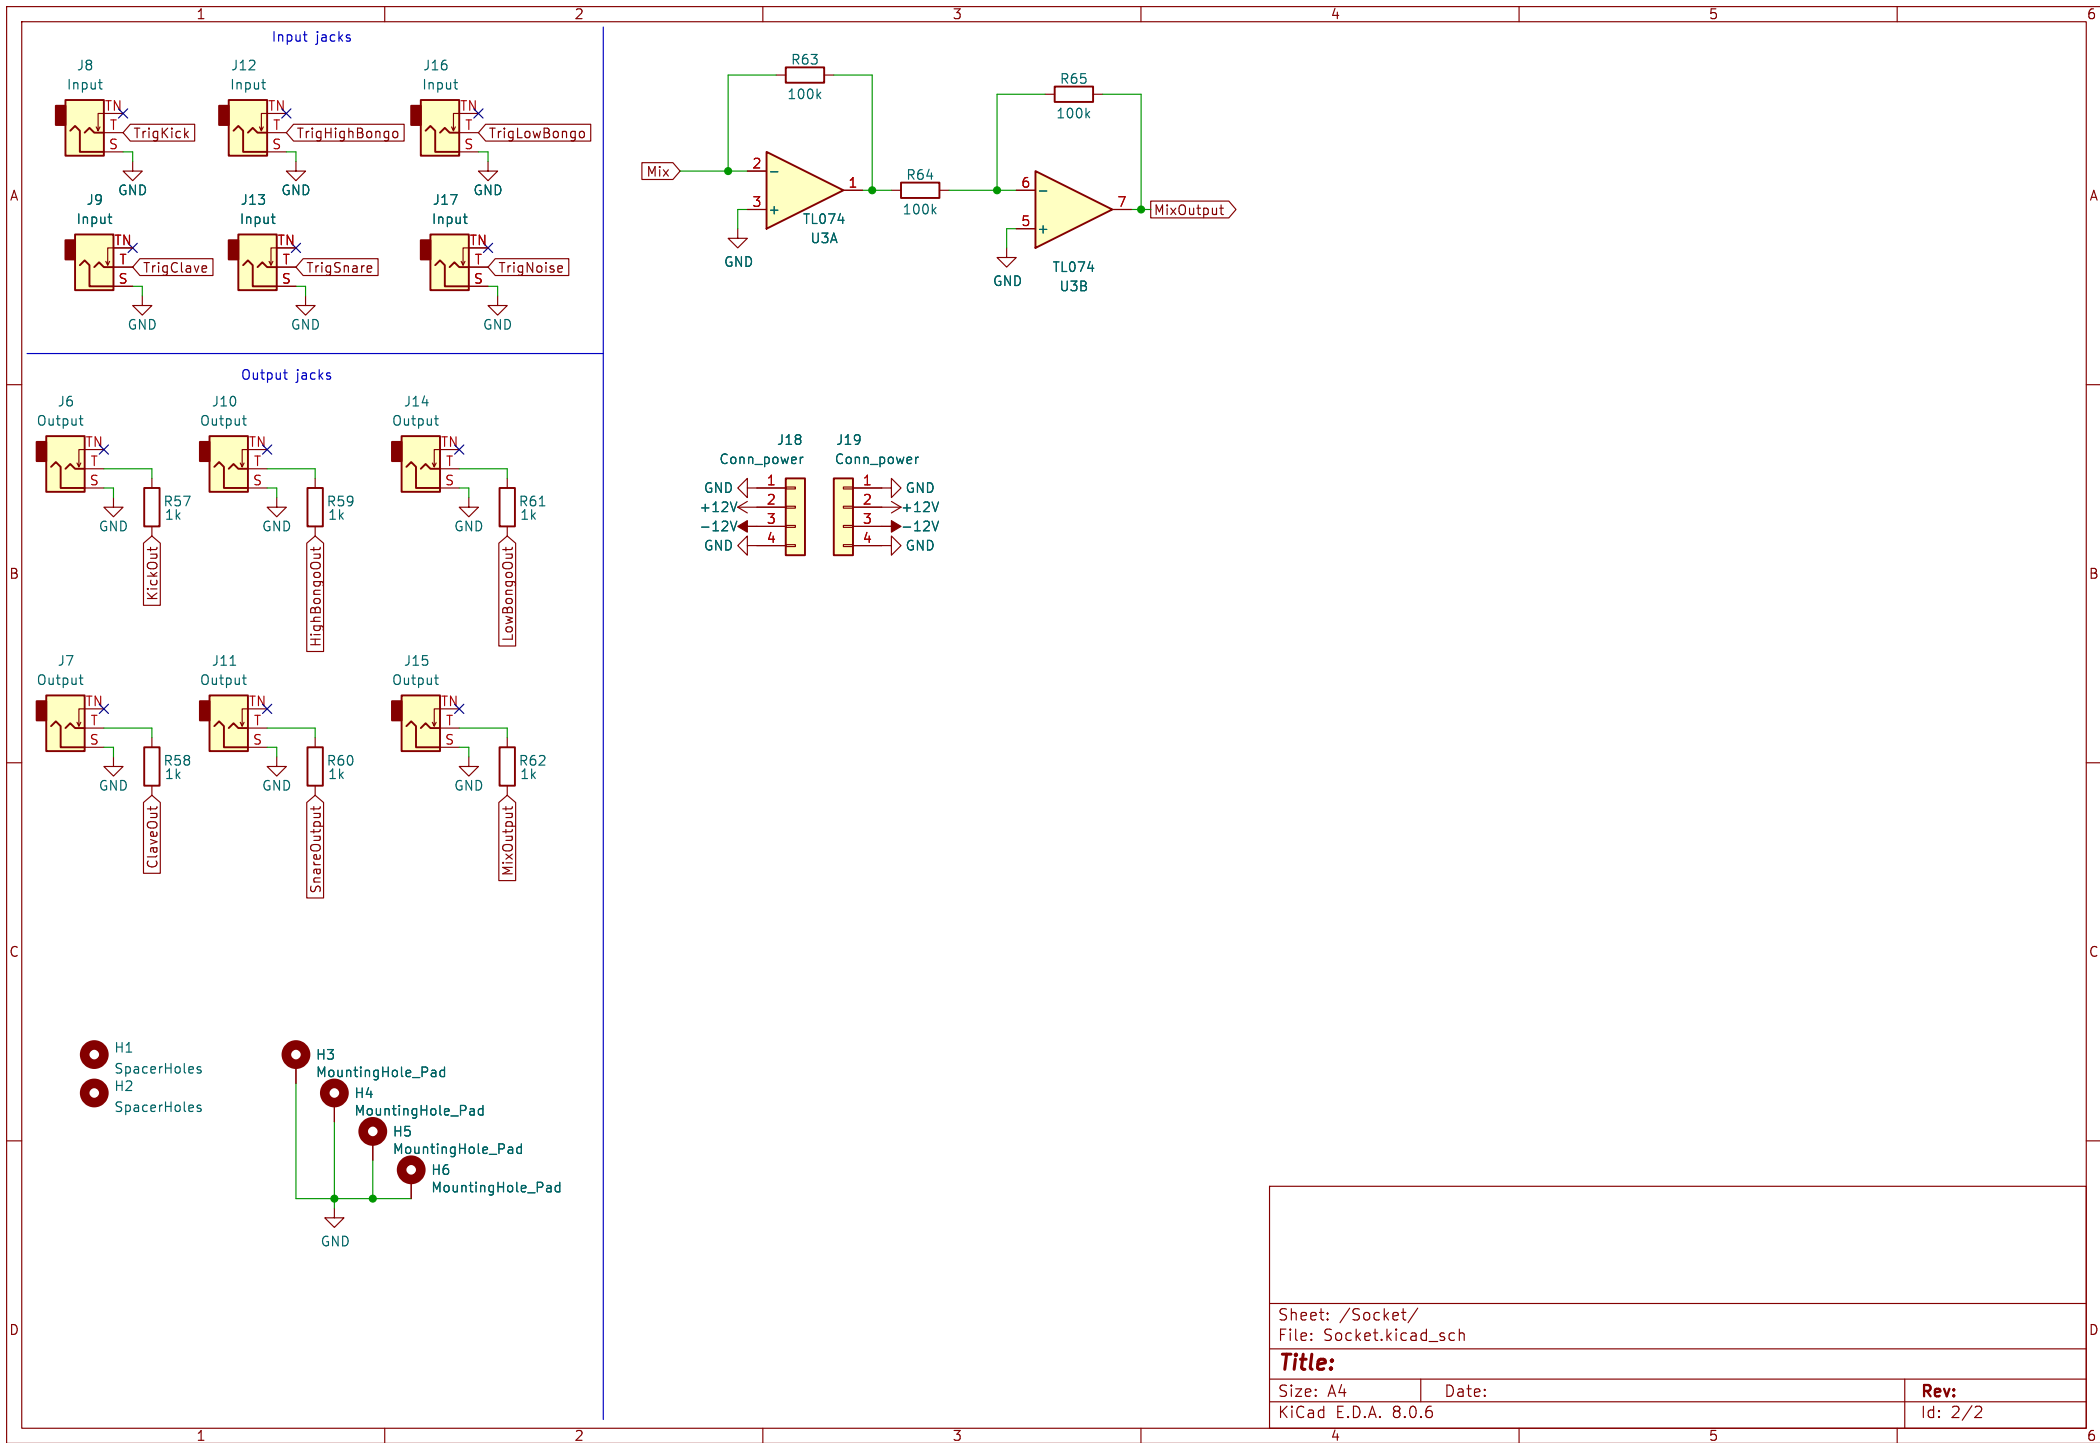 1 2 3 4 5 6
Input jacks
J8
Input
TN
T
S
TrigKick
GND
J12
Input
TN
T
S
TrigHighBongo
GND
J16
Input
TN
T
S
TrigLowBongo
GND
J9
Input
TN
T
S
TrigClave
GND
J13
Input
TN
T
S
TrigSnare
GND
J17
Input
TN
T
S
TrigNoise
GND
A
A
R63
100k
Mix
2
3
1
−
+
TL074
U3A
GND
R64
100k
R65
100k
6
5
7
−
+
TL074
U3B
GND
MixOutput
Output jacks
J6
Output
TN
T
S
GND
R57
1k
KickOut
J10
Output
TN
T
S
GND
R59
1k
HighBongoOut
J14
Output
TN
T
S
GND
R61
1k
LowBongoOut
J18
Conn_power
GND 1
+12V 2
-12V 3
GND 4
J19
Conn_power
1 GND
2 +12V
3 -12V
4 GND
B
B
J7
Output
TN
T
S
GND
R58
1k
ClaveOut
J11
Output
TN
T
S
GND
R60
1k
SnareOutput
J15
Output
TN
T
S
GND
R62
1k
MixOutput
C
C
H1
SpacerHoles
H2
SpacerHoles
H3
MountingHole_Pad
H4
MountingHole_Pad
H5
MountingHole_Pad
H6
MountingHole_Pad
GND
D
D
Sheet: /Socket/
File: Socket.kicad_sch
Title:
Size: A4 Date: Rev:
KiCad E.D.A. 8.0.6 Id: 2/2
1 2 3 4 5 6